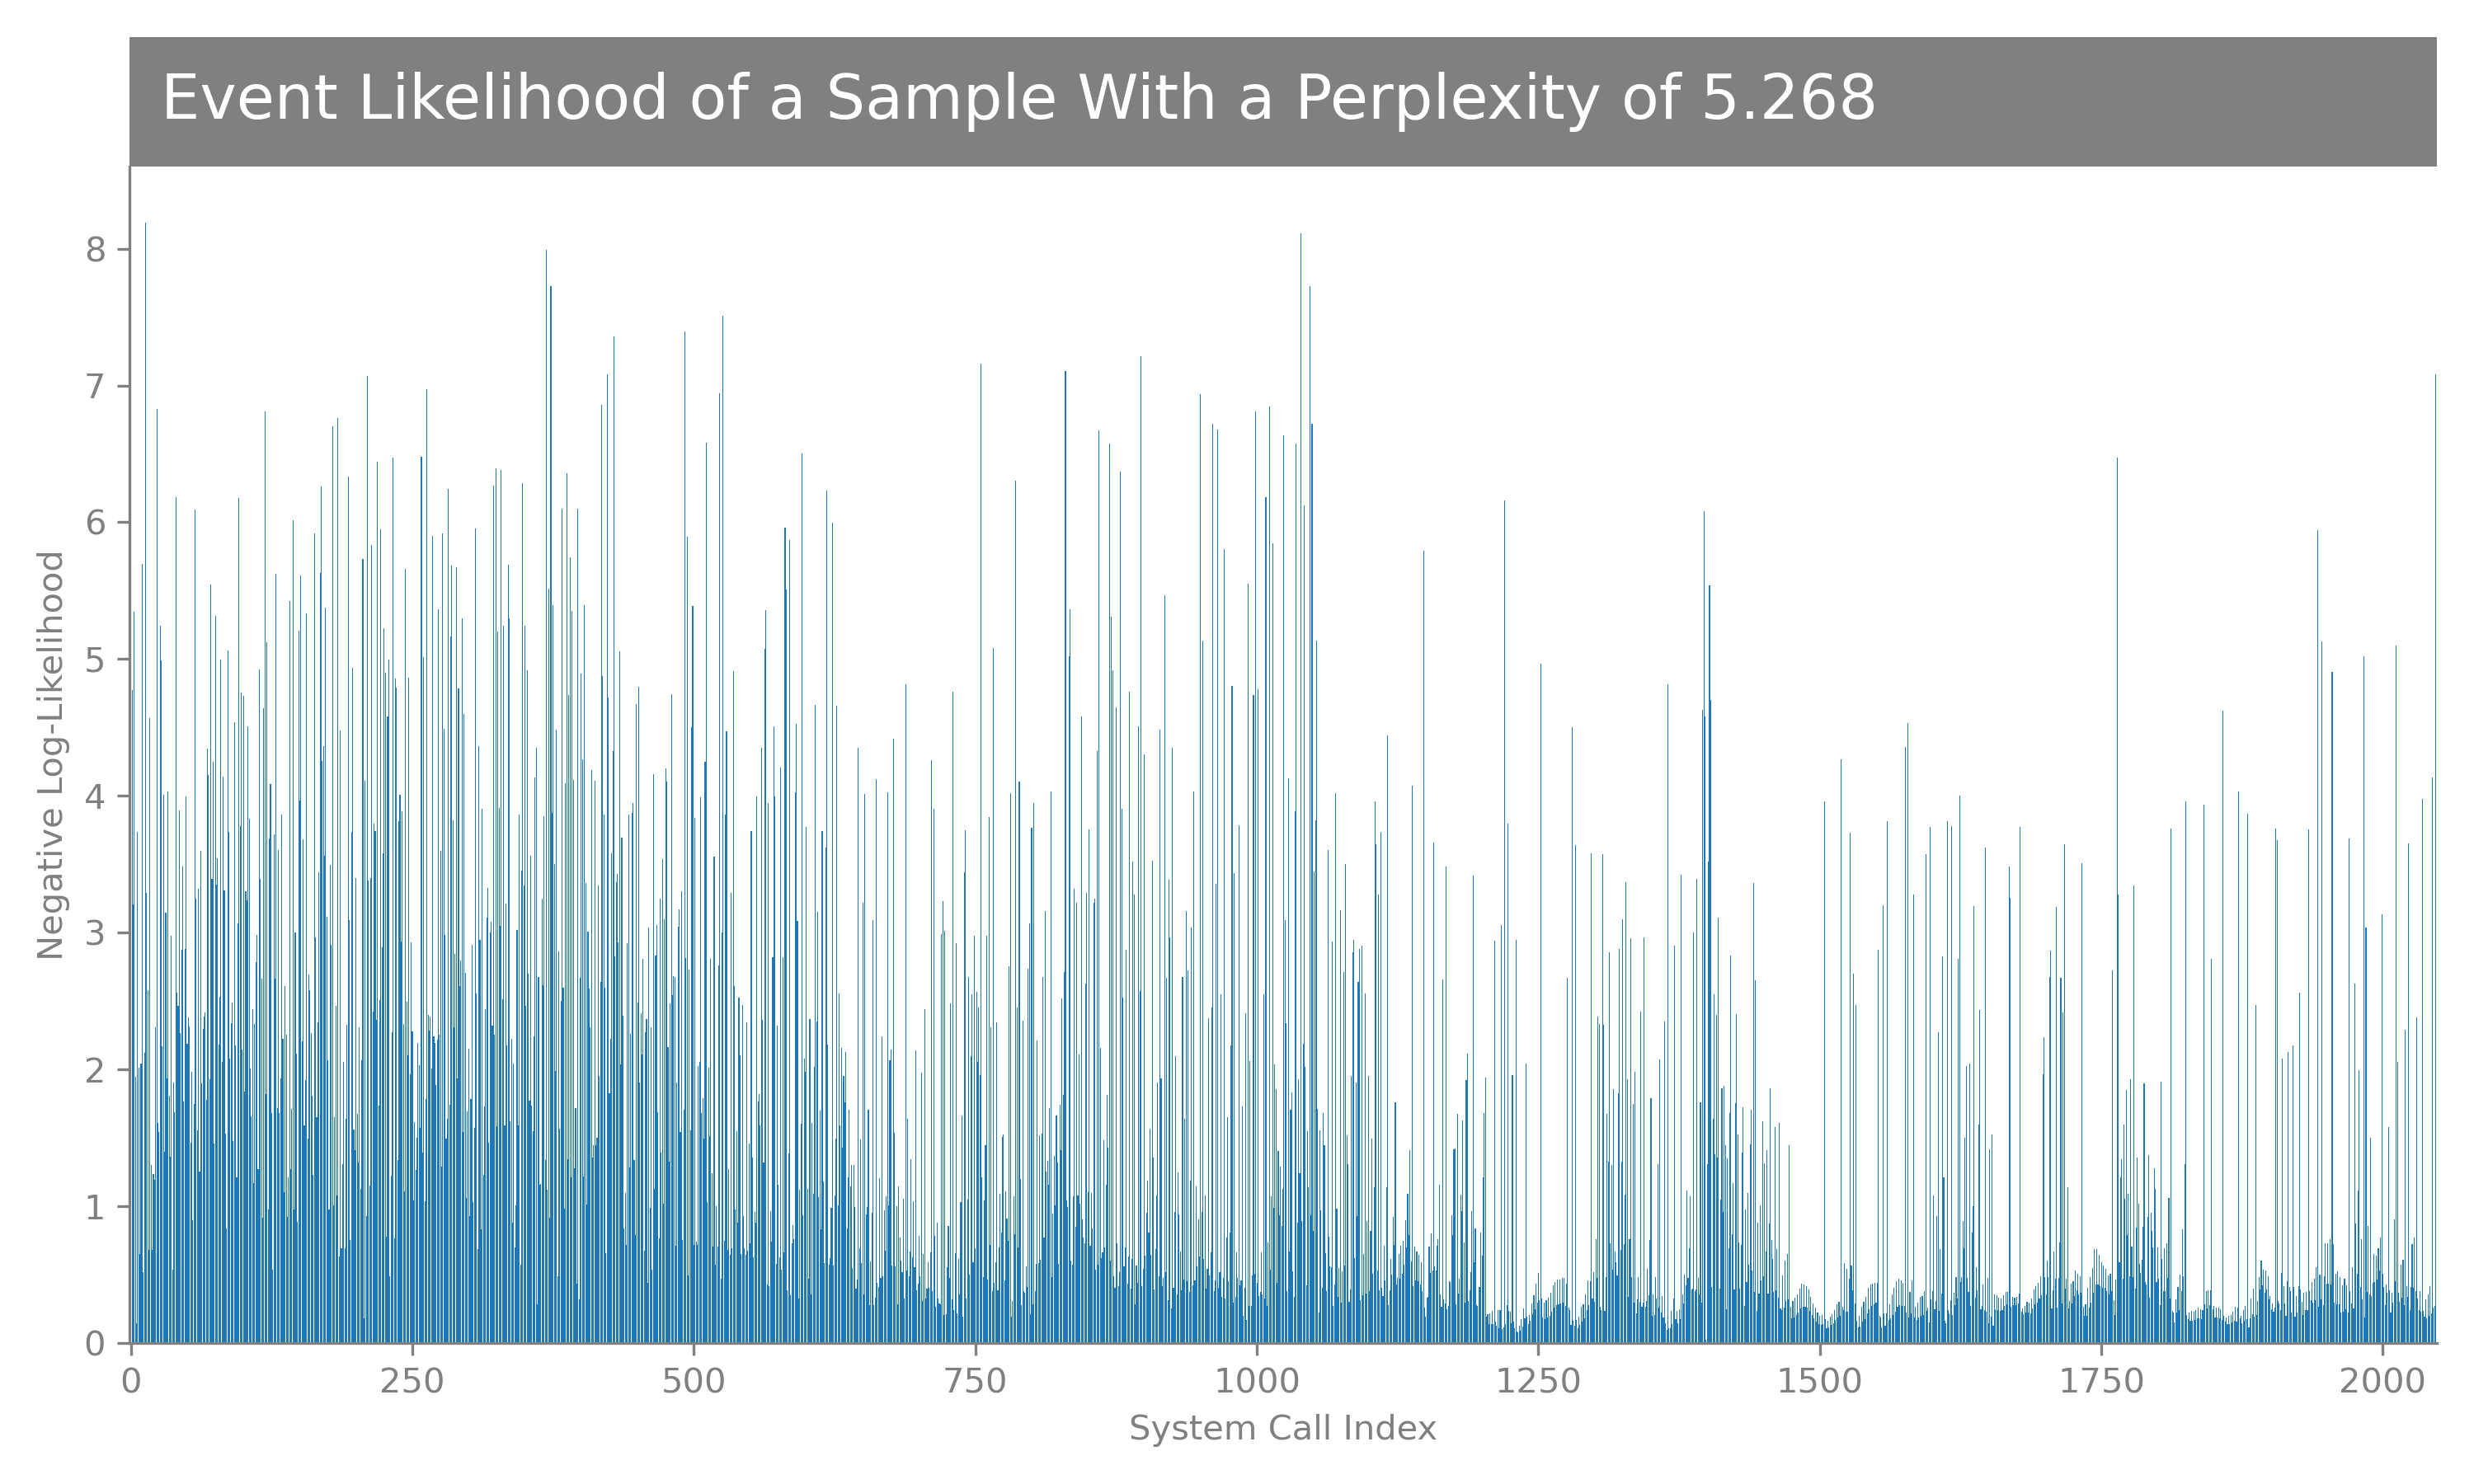 Event Likelihood of a Sample With a Perplexity of 5.268
8
7
6
5
4
3
2
1
0
Negative Log-Likelihood
0 250 500 750 1000 1250 1500 1750 2000
System Call Index